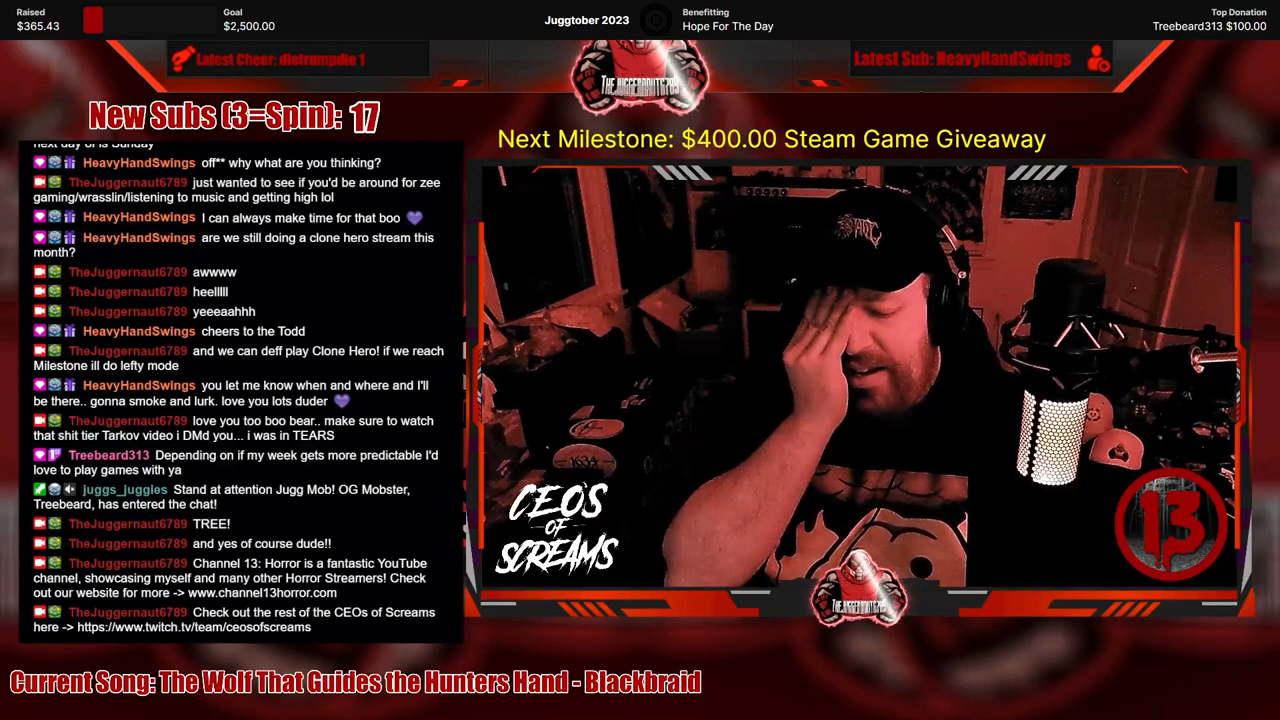 Raised
$365.43
Goal
$2,500.00
Juggtober 2023
Benefitting
Hope For The Day
Top Donation
Treebeard313 $100.00
Latest Cheer: dietrumpdie 1
Latest Sub: HeavyHandSwings
THEJUGGERNAUT6789
New Subs (3=Spin): 17
Next Milestone: $400.00 Steam Game Giveaway
next day of is Sunday
HeavyHandSwings off** why what are you thinking?
TheJuggernaut6789 just wanted to see if you'd be around for zee
gaming/wrasslin/listening to music and getting high lol
HeavyHandSwings I can always make time for that boo
HeavyHandSwings are we still doing a clone hero stream this
month?
TheJuggernaut6789 awwww
TheJuggernaut6789 heelllll
TheJuggernaut6789 yeeeaahhh
HeavyHandSwings cheers to the Todd
TheJuggernaut6789 and we can deff play Clone Hero! if we reach
Milestone ill do lefty mode
HeavyHandSwings you let me know when and where and I'll
be there.. gonna smoke and lurk. love you lots duder
TheJuggernaut6789 love you too boo bear.. make sure to watch
that shit tier Tarkov video i DMd you... i was in TEARS
Treebeard313 Depending on if my week gets more predictable I'd
love to play games with ya
juggs_juggles Stand at attention Jugg Mob! OG Mobster,
Treebeard, has entered the chat!
TheJuggernaut6789 TREE!
TheJuggernaut6789 and yes of course dude!!
TheJuggernaut6789 Channel 13: Horror is a fantastic YouTube
channel, showcasing myself and many other Horror Streamers! Check
out our website for more -> www.channel13horror.com
TheJuggernaut6789 Check out the rest of the CEOs of Screams
here -> https://www.twitch.tv/team/ceosofscreams
CEOS
OF
SCREAMS
13
THEJUGGERNAUT6789
Current Song: The Wolf That Guides the Hunters Hand - Blackbraid